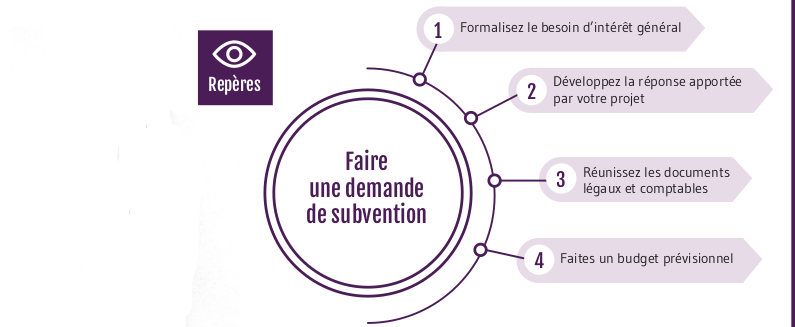 Repères
Faire
une demande
de subvention
1 Formalisez le besoin d'intérêt général
2 Développez la réponse apportée
par votre projet
3 Réunissez les documents
légaux et comptables
4 Faites un budget prévisionnel